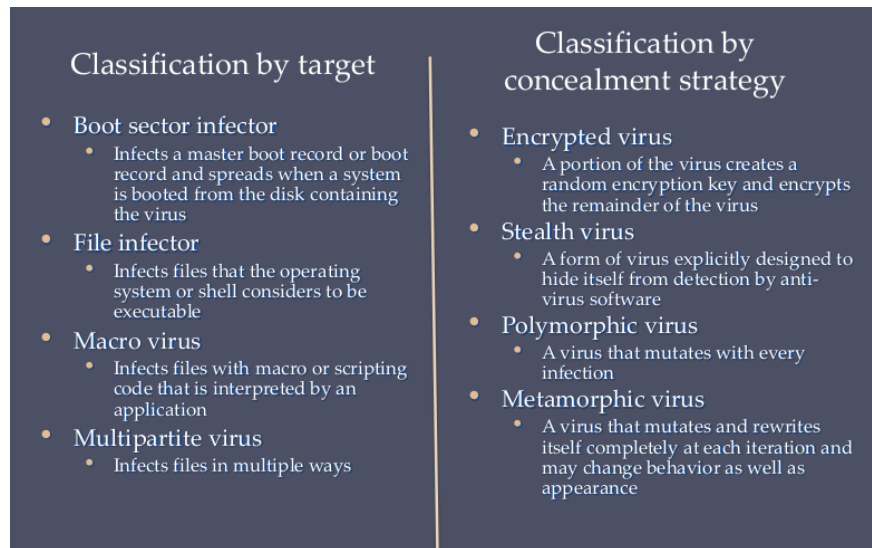 Classification by target
• Boot sector infector
• Infects a master boot record or boot
record and spreads when a system
is booted from the disk containing
the virus
• File infector
• Infects files that the operating
system or shell considers to be
executable
• Macro virus
• Infects files with macro or scripting
code that is interpreted by an
application
• Multipartite virus
• Infects files in multiple ways
Classification by
concealment strategy
• Encrypted virus
• A portion of the virus creates a
random encryption key and encrypts
the remainder of the virus
• Stealth virus
• A form of virus explicitly designed to
hide itself from detection by anti-
virus software
• Polymorphic virus
• A virus that mutates with every
infection
• Metamorphic virus
• A virus that mutates and rewrites
itself completely at each iteration and
may change behavior as well as
appearance